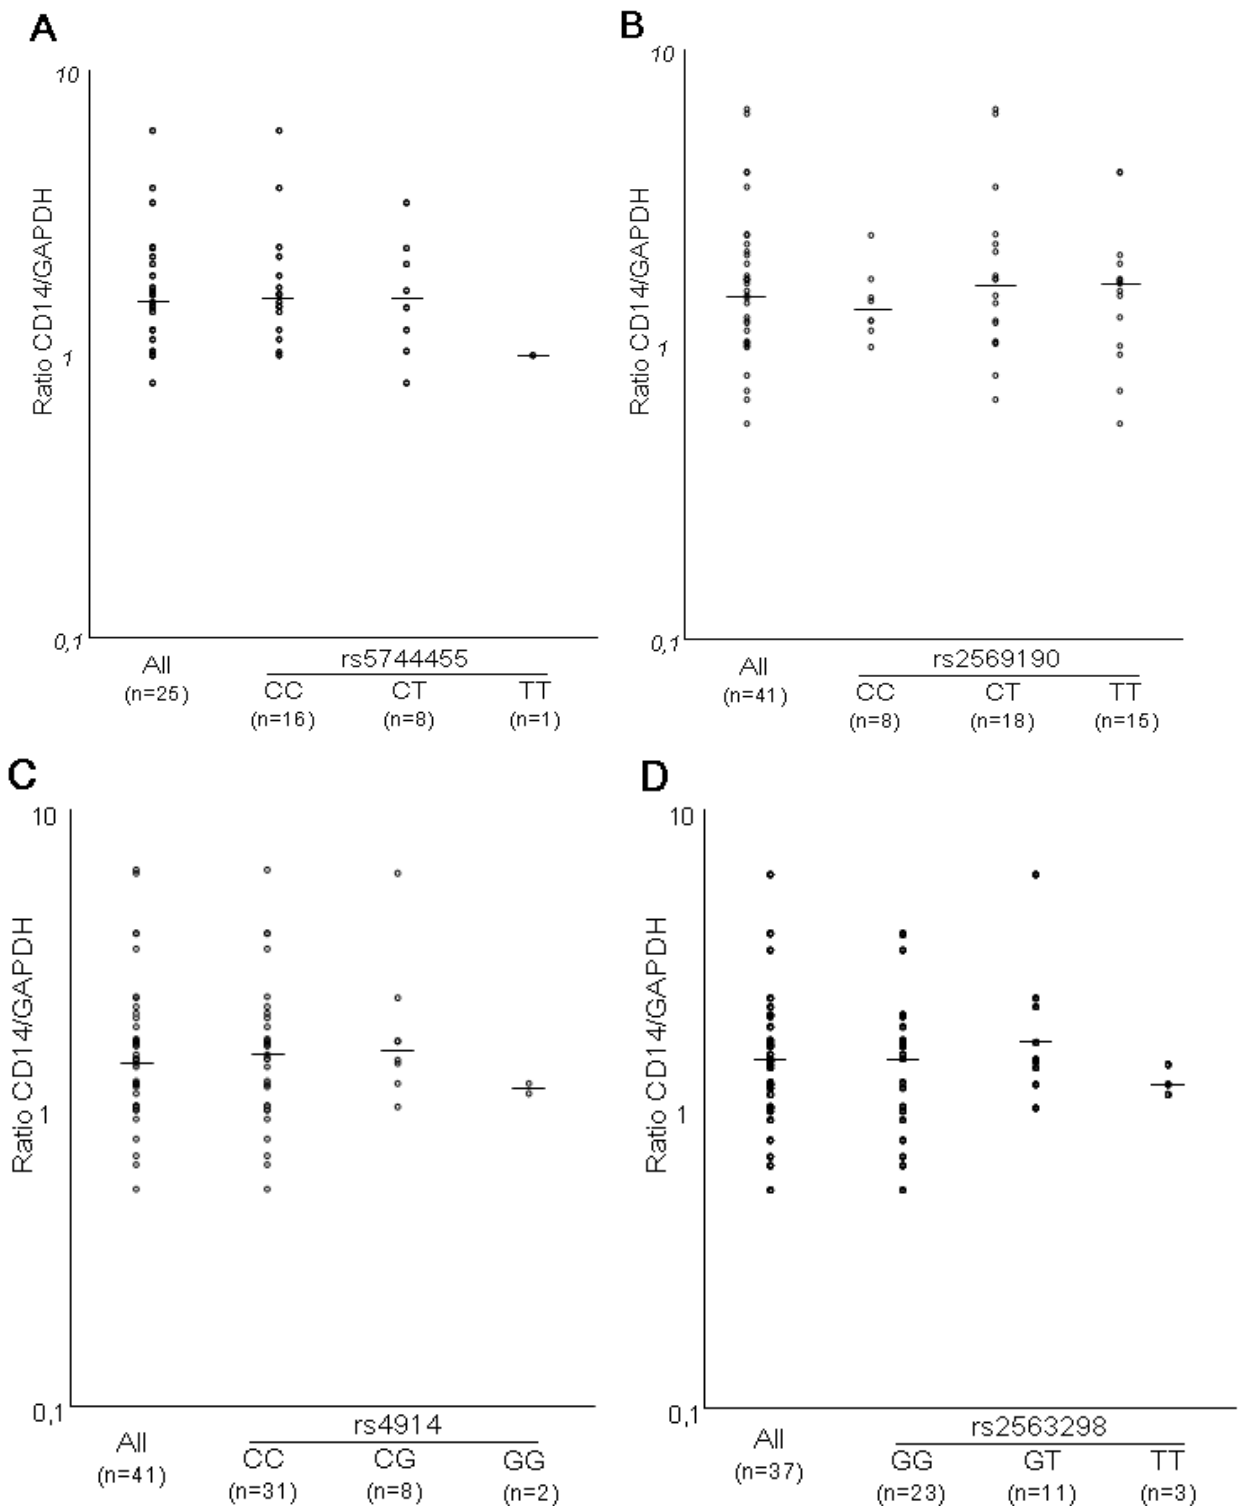 A
10
Ratio CD14/GAPDH
1
0,1
All
(n=25)
rs5744455
CC CT TT
(n=16) (n=8) (n=1)
B
10
Ratio CD14/GAPDH
1
0,1
All
(n=41)
rs2569190
CC CT TT
(n=8) (n=18) (n=15)
C
10
Ratio CD14/GAPDH
1
0,1
All
(n=41)
rs4914
CC CG GG
(n=31) (n=8) (n=2)
D
10
Ratio CD14/GAPDH
1
0,1
All
(n=37)
rs2563298
GG GT TT
(n=23) (n=11) (n=3)